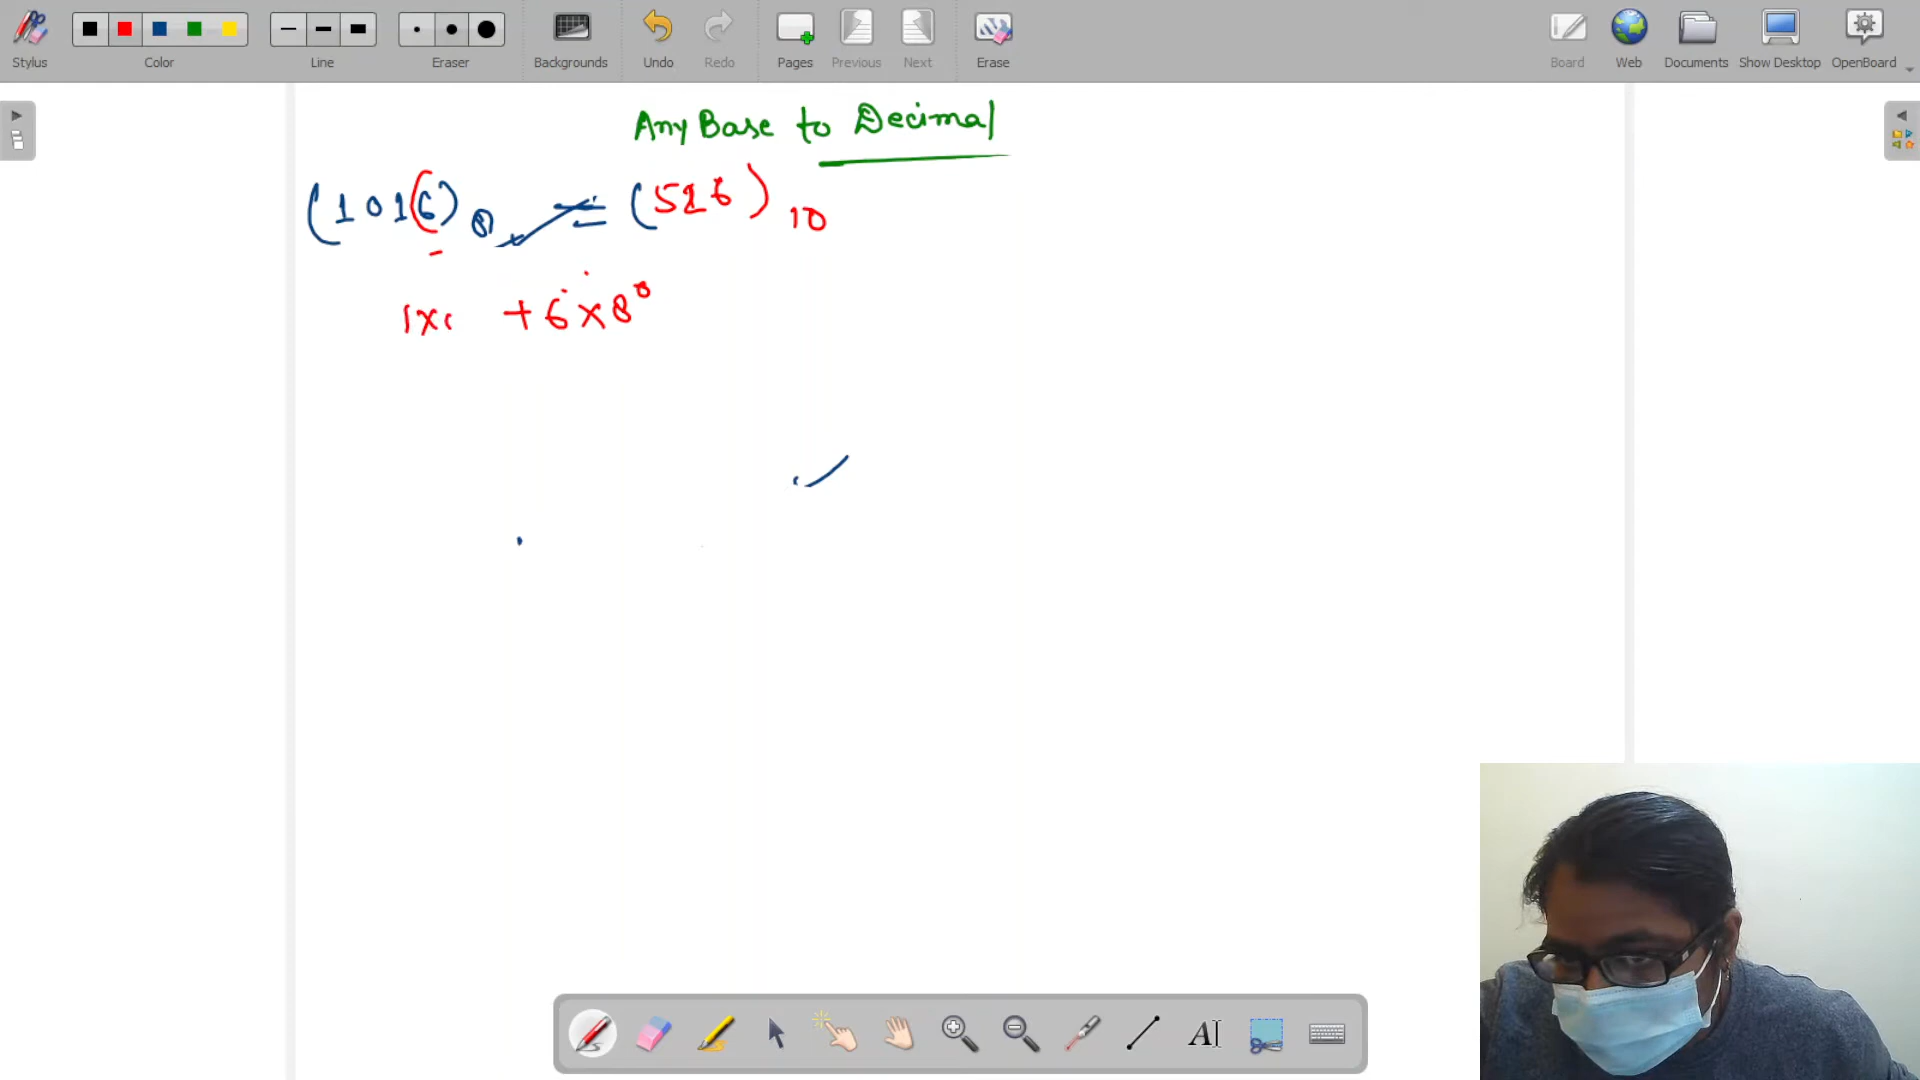 Stylus Color Line Eraser Backgrounds Undo Redo Pages Previous Next Erase Board Web Documents Show Desktop OpenBoard
Any Base to Decimal
(1016)8 = (526)10
1x1 + 6x8⁰